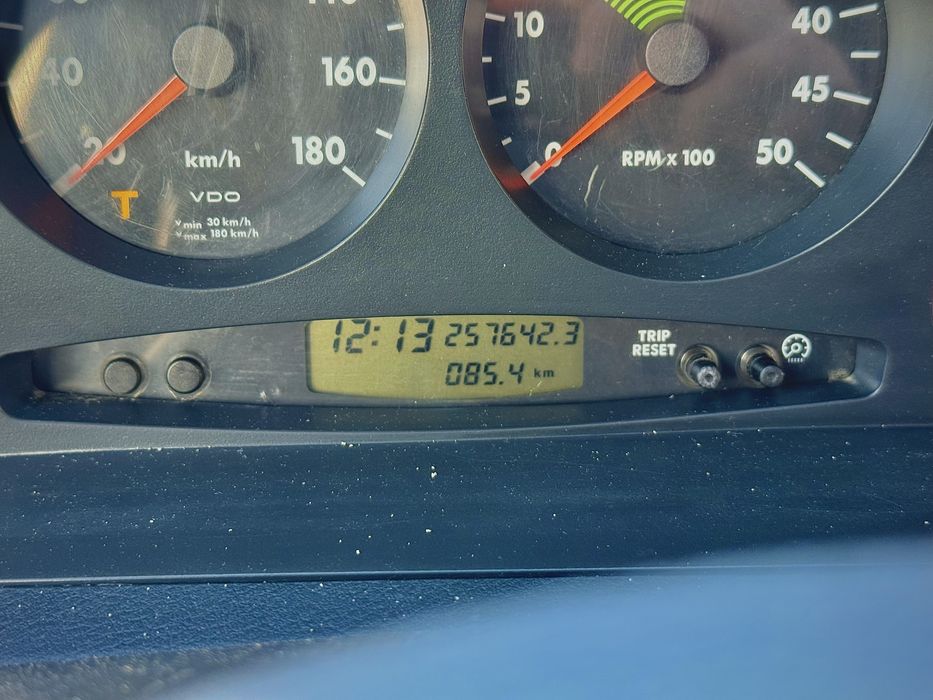 40
20
160
180
km/h
VDO
v min 30 km/h
v max 180 km/h
0
5
10
40
45
50
RPM x 100
12:13 257642.3
085.4 km
TRIP
RESET